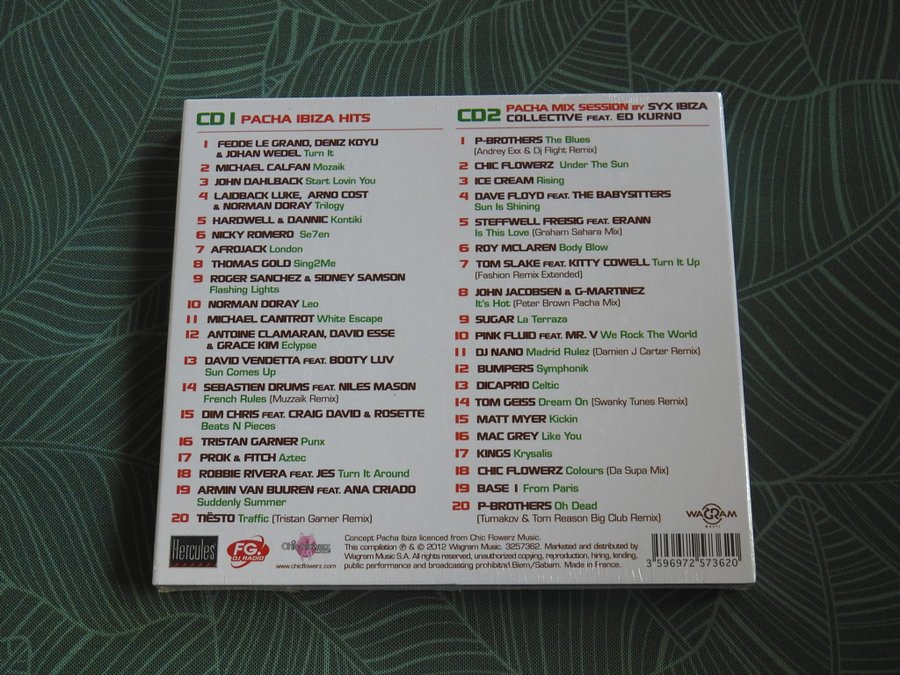 CD 1 PACHA IBIZA HITS
1 FEDDE LE GRAND, DENIZ KOYU
& JOHAN WEDEL Turn It
2 MICHAEL CALFAN Mozaik
3 JOHN DAHLBACK Start Lovin You
4 LAIDBACK LUKE, ARNO COST
& NORMAN DORAY Trilogy
5 HARDWELL & DANNIC Kontiki
6 NICKY ROMERO Se7en
7 AFROJACK London
8 THOMAS GOLD Sing2Me
9 ROGER SANCHEZ & SIDNEY SAMSON
Flashing Lights
10 NORMAN DORAY Leo
11 MICHAEL CANITROT White Escape
12 ANTOINE CLAMARAN, DAVID ESSE
& GRACE KIM Eclypse
13 DAVID VENDETTA FEAT. BOOTY LUV
Sun Comes Up
14 SEBASTIEN DRUMS FEAT. NILES MASON
French Rules (Muzzaik Remix)
15 DIM CHRIS FEAT. CRAIG DAVID & ROSETTE
Beats N Pieces
16 TRISTAN GARNER Punx
17 PROK & FITCH Aztec
18 ROBBIE RIVERA FEAT. JES Turn It Around
19 ARMIN VAN BUUREN FEAT. ANA CRIADO
Suddenly Summer
20 TIËSTO Traffic (Tristan Garner Remix)
CD2 PACHA MIX SESSION BY SYX IBIZA
COLLECTIVE FEAT. ED KURNO
1 P-BROTHERS The Blues
(Andrey Exx & Dj Flight Remix)
2 CHIC FLOWERZ Under The Sun
3 ICE CREAM Rising
4 DAVE FLOYD FEAT. THE BABYSITTERS
Sun Is Shining
5 STEFFWELL FREISIG FEAT. ERANN
Is This Love (Graham Sahara Mix)
6 ROY MCLAREN Body Blow
7 TOM SLAKE FEAT. KITTY COWELL Turn It Up
(Fashion Remix Extended)
8 JOHN JACOBSEN & G-MARTINEZ
It's Hot (Peter Brown Pacha Mix)
9 SUGAR La Terraza
10 PINK FLUID FEAT. MR. V We Rock The World
11 DJ NANO Madrid Rulez (Damien J Carter Remix)
12 BUMPERS Symphonik
13 DICAPRIO Celtic
14 TOM GEISS Dream On (Swanky Tunes Remix)
15 MATT MYER Kickin
16 MAC GREY Like You
17 KINGS Krysalis
18 CHIC FLOWERZ Colours (Da Supa Mix)
19 BASE 1 From Paris
20 P-BROTHERS Oh Dead
(Tumakov & Tom Reason Big Club Remix)
WAGRAM
Hercules
FG.
DJ RADIO
CHIC FLOWERZ
www.chicflowerz.com
Concept Pacha Ibiza licenced from Chic Flowerz Music.
This compilation ℗ & © 2012 Wagram Music. 3257362. Marketed and distributed by
Wagram Music S.A. All rights reserved, unauthorized copying, reproduction, hiring, lending,
public performance and broadcasting prohibited.Biem/Sabam. Made in France.
3 596972 573620